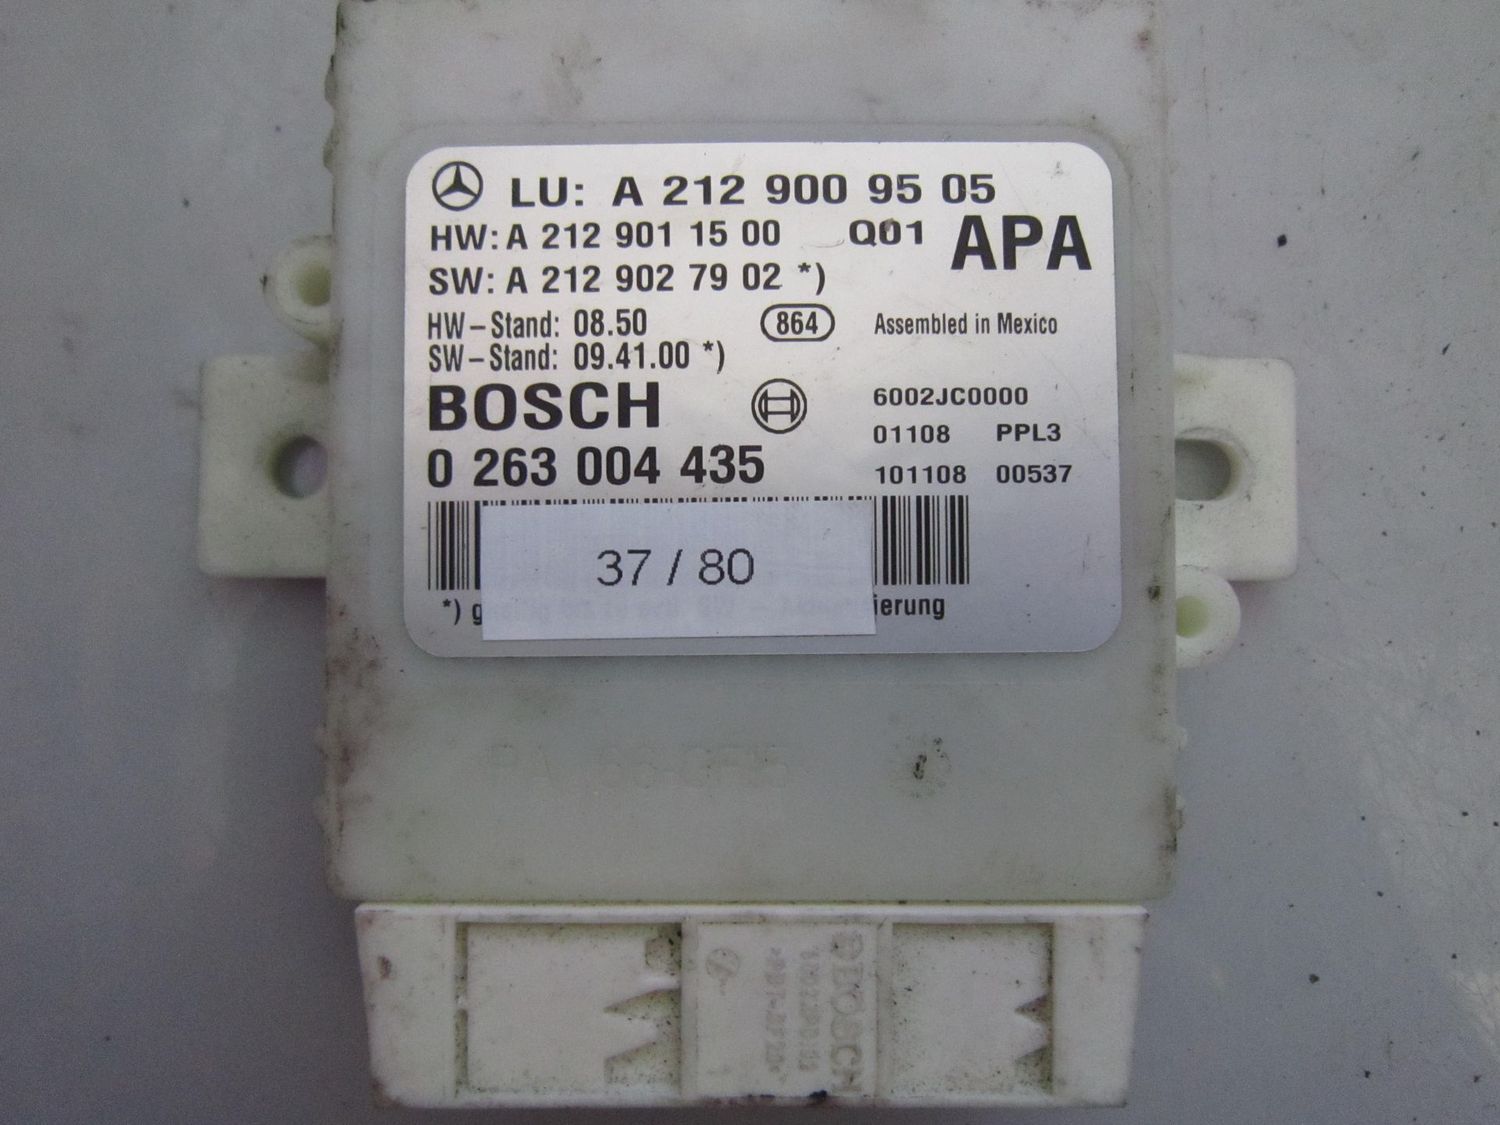 LU: A 212 900 95 05
HW: A 212 901 15 00 Q01 APA
SW: A 212 902 79 02 *)
HW-Stand: 08.50 864 Assembled in Mexico
SW-Stand: 09.41.00 *)
BOSCH 6002JC0000
01108 PPL3
0 263 004 435 101108 00537
37 / 80
*)
BOSCH